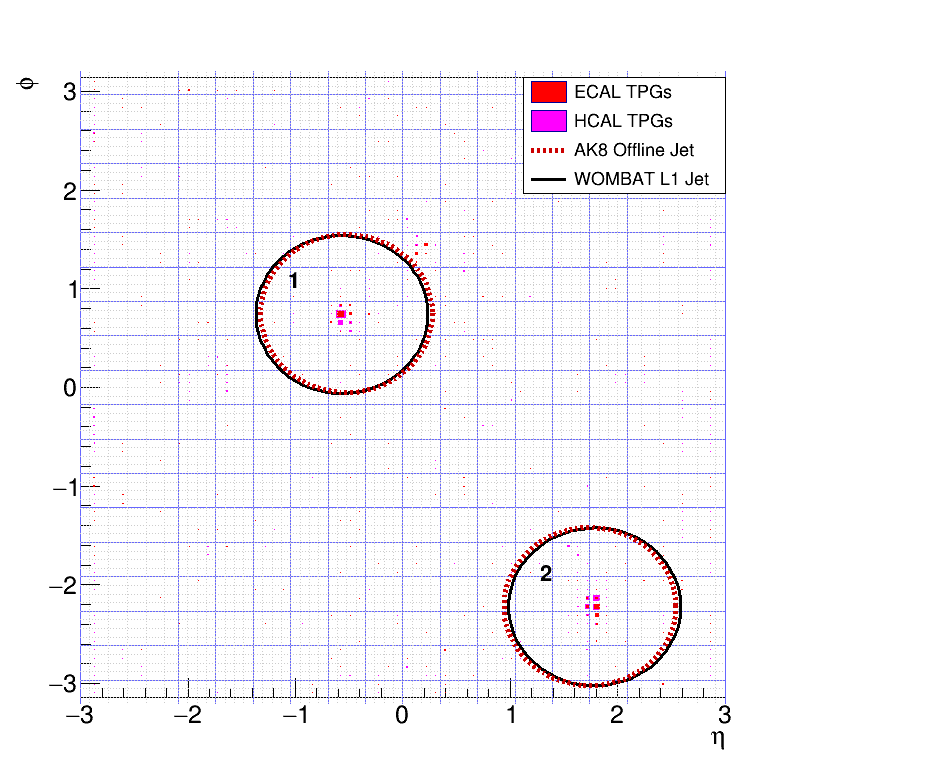 ϕ
3
2
1
0
−1
−2
−3
ECAL TPGs
HCAL TPGs
AK8 Offline Jet
WOMBAT L1 Jet
1
2
−3 −2 −1 0 1 2 3
η